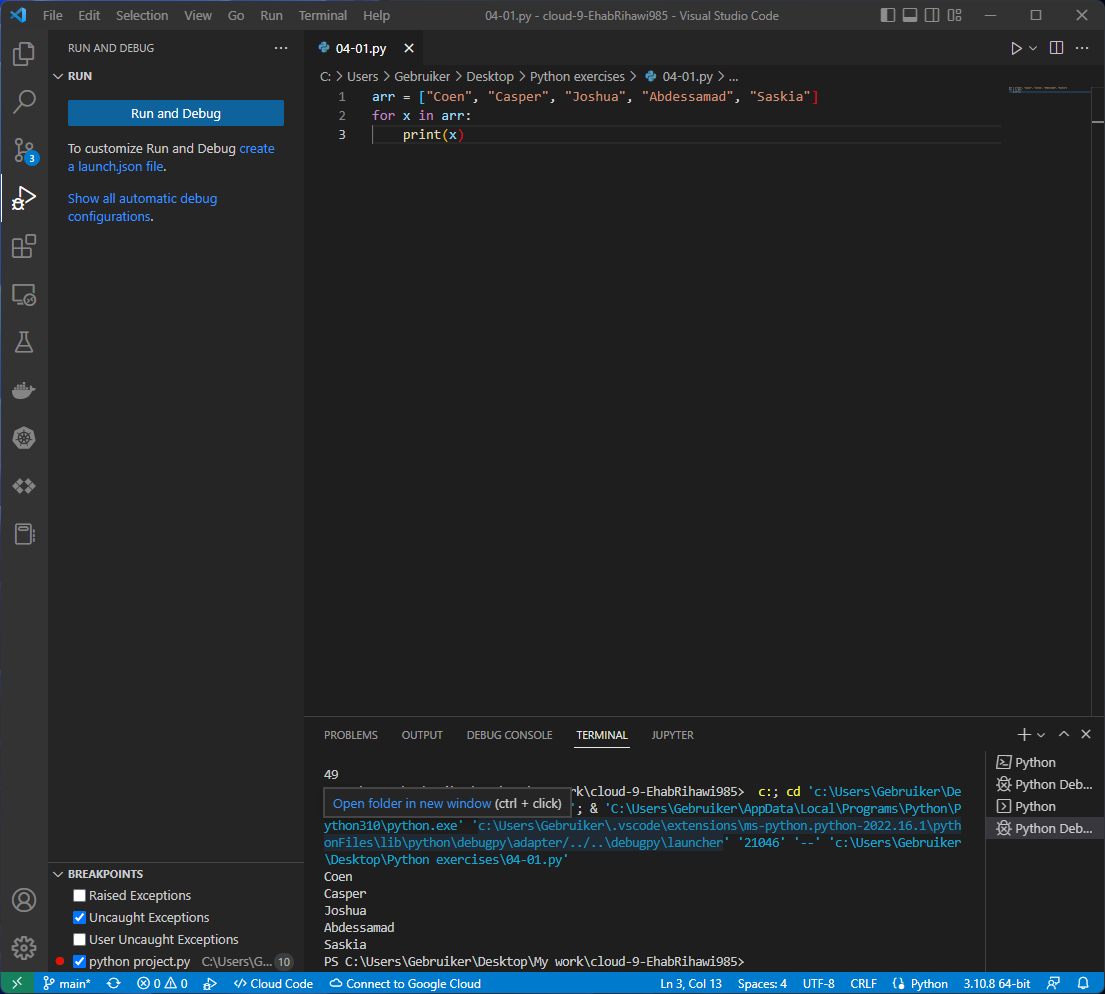 File Edit Selection View Go Run Terminal Help 04-01.py - cloud-9-EhabRihawi985 - Visual Studio Code
RUN AND DEBUG ···
RUN
Run and Debug
To customize Run and Debug create
a launch.json file.
Show all automatic debug
configurations.
3
04-01.py
C: > Users > Gebruiker > Desktop > Python exercises > 04-01.py > ...
1 arr = ["Coen", "Casper", "Joshua", "Abdessamad", "Saskia"]
2 for x in arr:
3 print(x)
PROBLEMS OUTPUT DEBUG CONSOLE TERMINAL JUPYTER
49
rk\cloud-9-EhabRihawi985> c:; cd 'c:\Users\Gebruiker\De
Open folder in new window (ctrl + click)
'; & 'C:\Users\Gebruiker\AppData\Local\Programs\Python\P
ython310\python.exe' 'c:\Users\Gebruiker\.vscode\extensions\ms-python.python-2022.16.1\pyth
onFiles\lib\python\debugpy\adapter/../..\debugpy\launcher' '21046' '--' 'c:\Users\Gebruiker
\Desktop\Python exercises\04-01.py'
Coen
Casper
Joshua
Abdessamad
Saskia
PS C:\Users\Gebruiker\Desktop\My work\cloud-9-EhabRihawi985>
Python
Python Deb...
Python
Python Deb...
BREAKPOINTS
Raised Exceptions
Uncaught Exceptions
User Uncaught Exceptions
python project.py C:\Users\G... 10
main* 0 0 Cloud Code Connect to Google Cloud Ln 3, Col 13 Spaces: 4 UTF-8 CRLF Python 3.10.8 64-bit